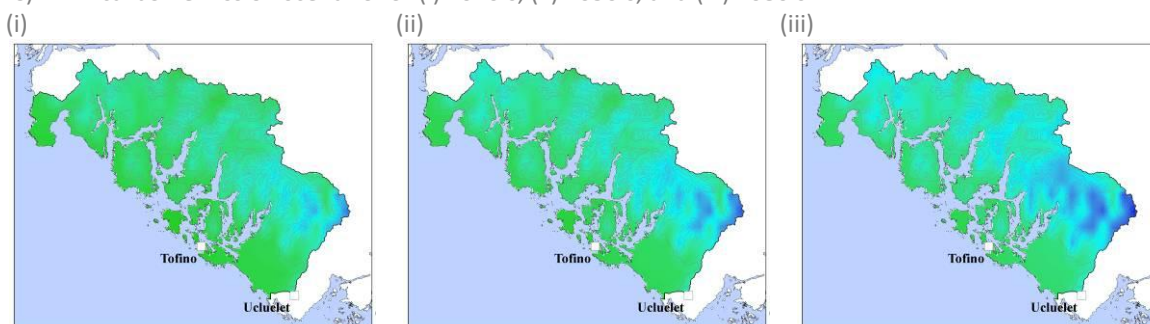 (i)
(ii)
(iii)
Tofino
Ucluelet
Tofino
Ucluelet
Tofino
Ucluelet